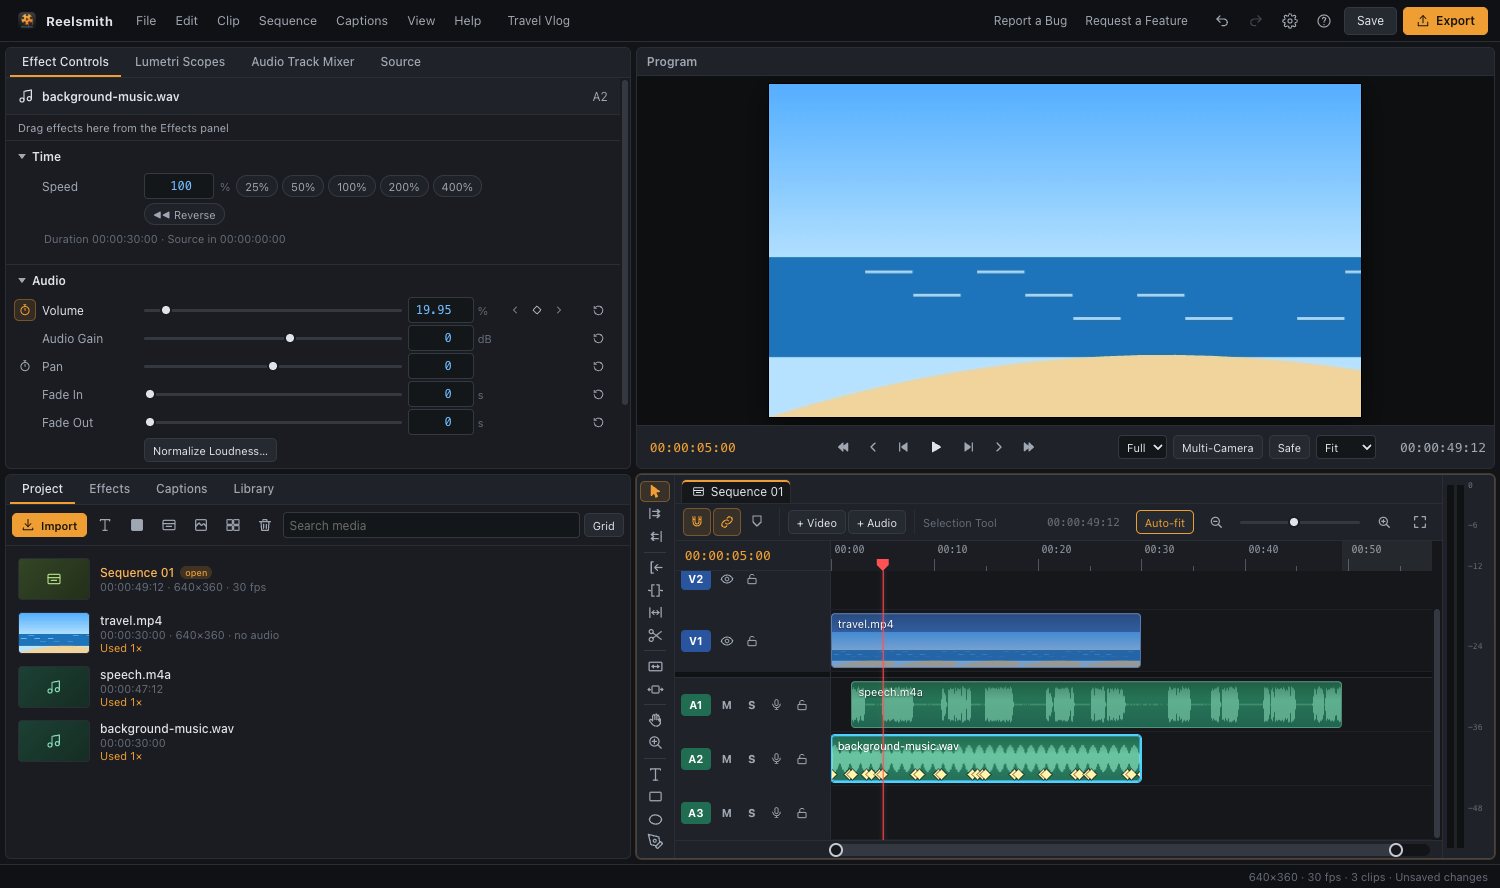 Reelsmith File Edit Clip Sequence Captions View Help Travel Vlog Report a Bug Request a Feature Save Export
Effect Controls Lumetri Scopes Audio Track Mixer Source
background-music.wav A2
Drag effects here from the Effects panel
Time
Speed 100 % 25% 50% 100% 200% 400%
Reverse
Duration 00:00:30:00 · Source in 00:00:00:00
Audio
Volume 19.95 %
Audio Gain 0 dB
Pan 0
Fade In 0 s
Fade Out 0 s
Normalize Loudness...
Program
00:00:05:00 Full Multi-Camera Safe Fit 00:00:49:12
Project Effects Captions Library
Import Search media Grid
Sequence 01 open
00:00:49:12 · 640×360 · 30 fps
travel.mp4
00:00:30:00 · 640×360 · no audio
Used 1×
speech.m4a
00:00:47:12
Used 1×
background-music.wav
00:00:30:00
Used 1×
Sequence 01
+ Video + Audio Selection Tool 00:00:49:12 Auto-fit
00:00:05:00 00:00 00:10 00:20 00:30 00:40 00:50
V2
V1 travel.mp4
A1 M S speech.m4a
A2 M S background-music.wav
A3 M S
0
-6
-12
-24
-36
-48
640×360 · 30 fps · 3 clips · Unsaved changes